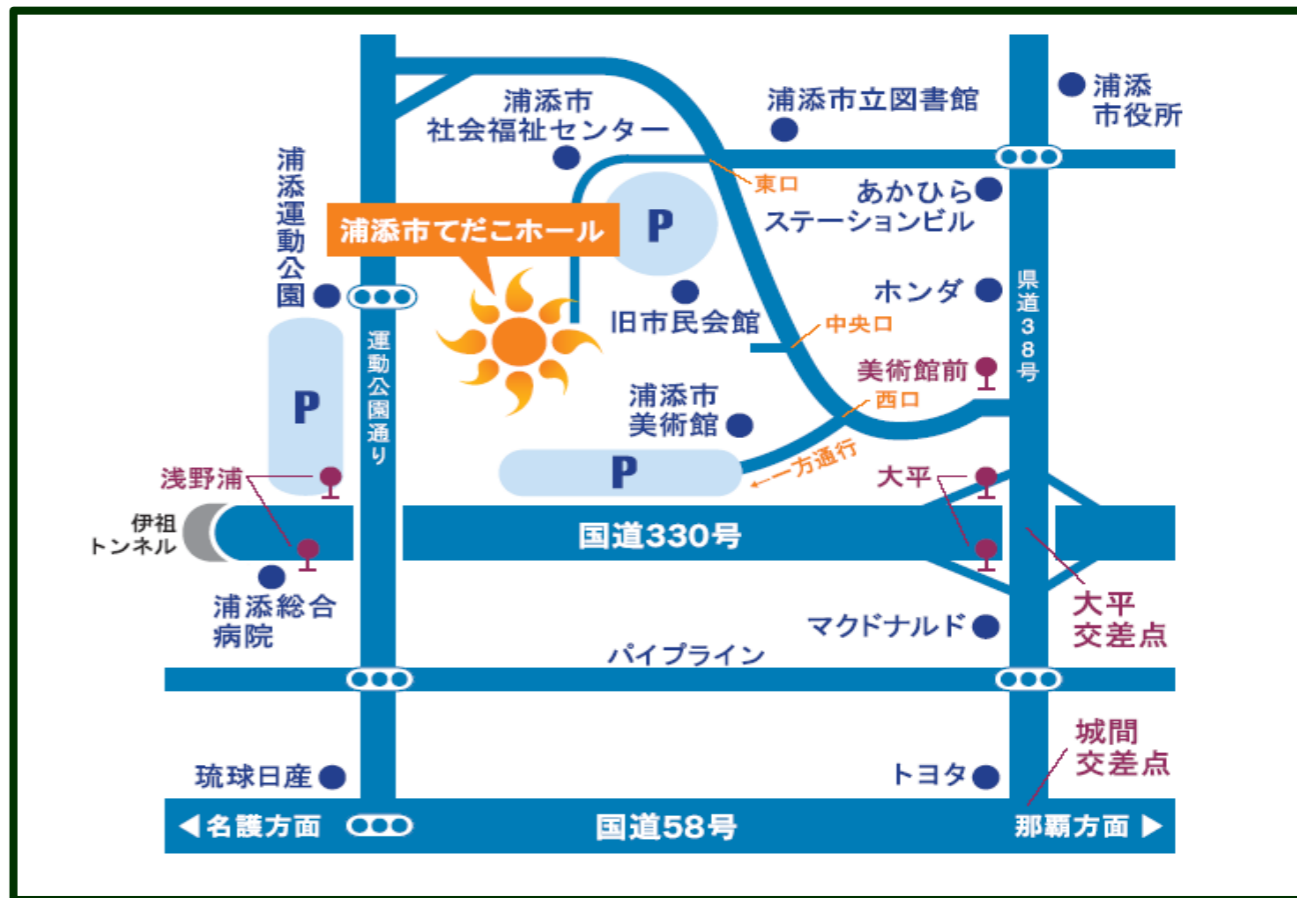 浦添市
社会福祉センター
浦添市立図書館
浦添
市役所
浦添運動公園
東口
あかひら
ステーションビル
P
浦添市てだこホール
ホンダ
県道38号
旧市民会館
中央口
運動公園通り
美術館前
浦添市
美術館
西口
P
P
一方通行
浅野浦
大平
伊祖
トンネル
国道330号
浦添総合
病院
マクドナルド
大平
交差点
パイプライン
城間
交差点
琉球日産
トヨタ
名護方面
国道58号
那覇方面